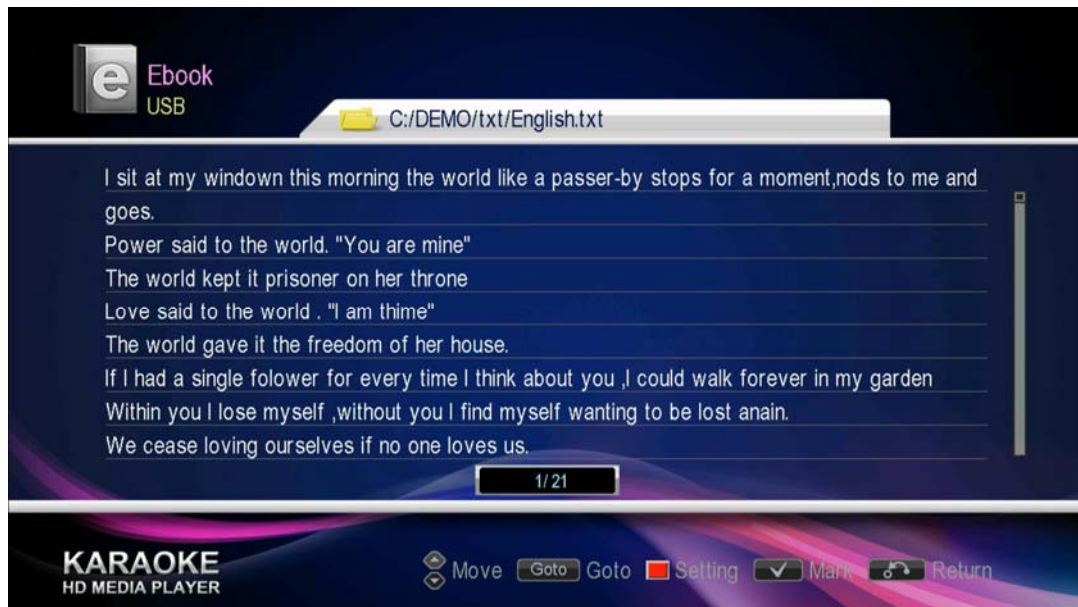 e
Ebook
USB
C:/DEMO/txt/English.txt
I sit at my windown this morning the world like a passer-by stops for a moment,nods to me and
goes.
Power said to the world. "You are mine"
The world kept it prisoner on her throne
Love said to the world . "I am thime"
The world gave it the freedom of her house.
If I had a single folower for every time I think about you ,I could walk forever in my garden
Within you I lose myself ,without you I find myself wanting to be lost anain.
We cease loving ourselves if no one loves us.
1/21
KARAOKE
HD MEDIA PLAYER
Move Goto Goto Setting Mark Return